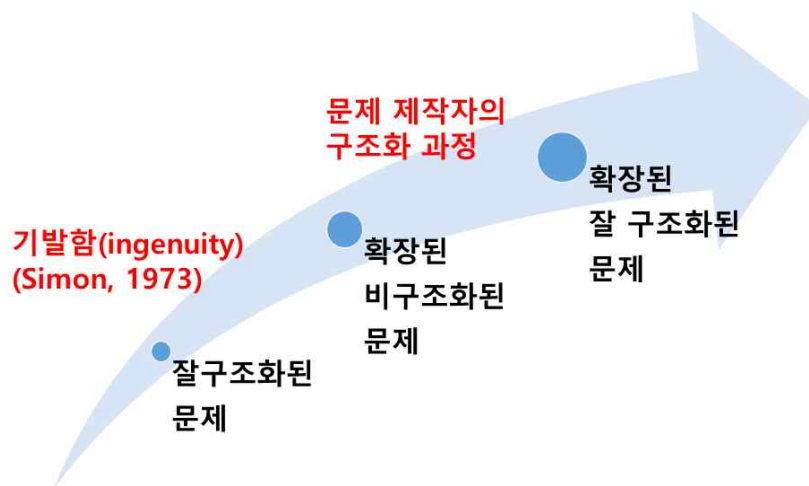 문제 제작자의
구조화 과정
확장된
잘 구조화된
문제
기발함(ingenuity)
(Simon, 1973)
확장된
비구조화된
문제
잘구조화된
문제